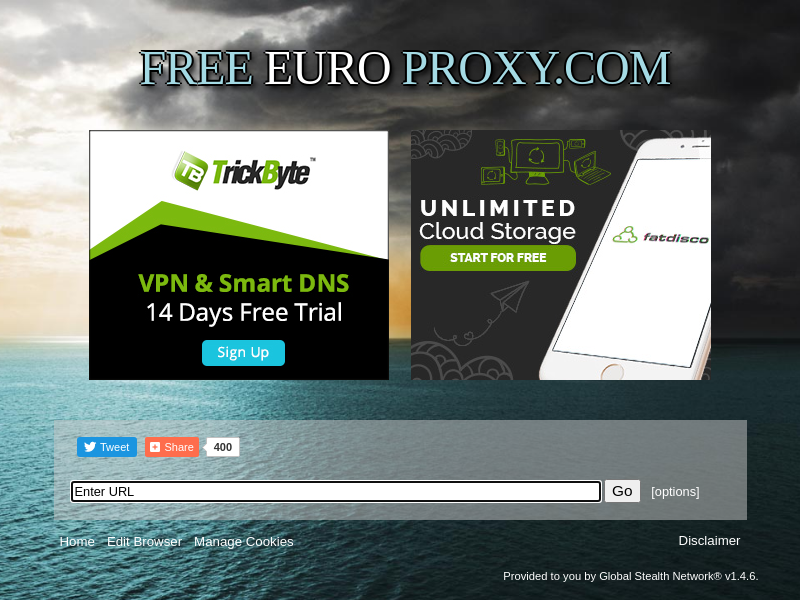 FREE EURO PROXY.COM
TB TrickByte™
VPN & Smart DNS
14 Days Free Trial
Sign Up
UNLIMITED
Cloud Storage
START FOR FREE
fatdisco
Tweet Share 400
Enter URL Go [options]
Home Edit Browser Manage Cookies Disclaimer
Provided to you by Global Stealth Network® v1.4.6.